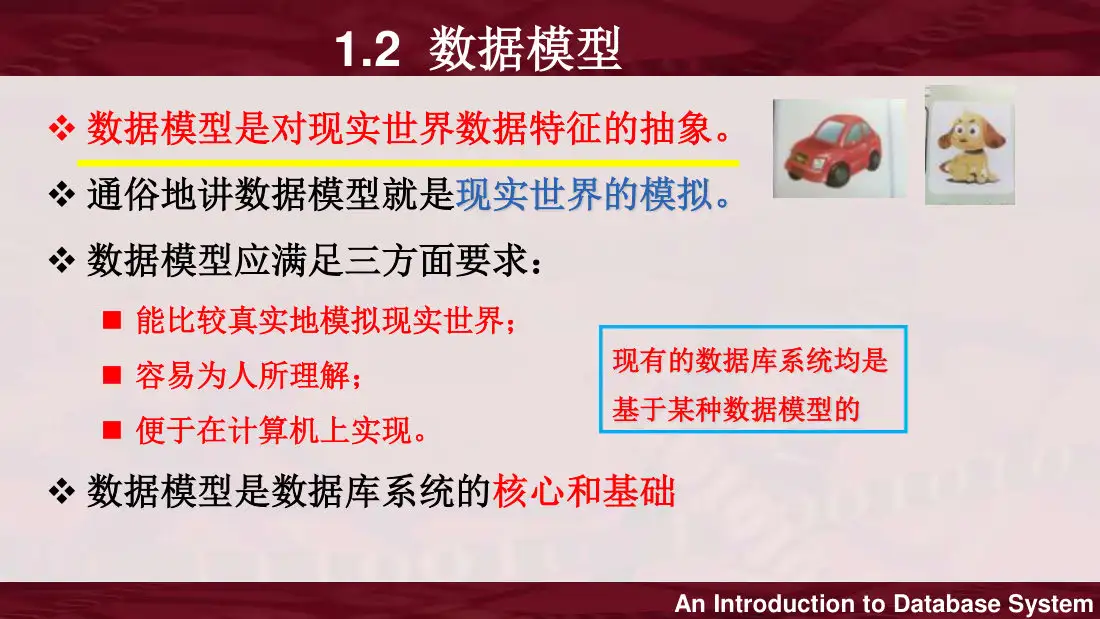 1.2 数据模型
数据模型是对现实世界数据特征的抽象。
通俗地讲数据模型就是现实世界的模拟。
数据模型应满足三方面要求：
能比较真实地模拟现实世界；
容易为人所理解；
便于在计算机上实现。
现有的数据库系统均是
基于某种数据模型的
数据模型是数据库系统的核心和基础
An Introduction to Database System